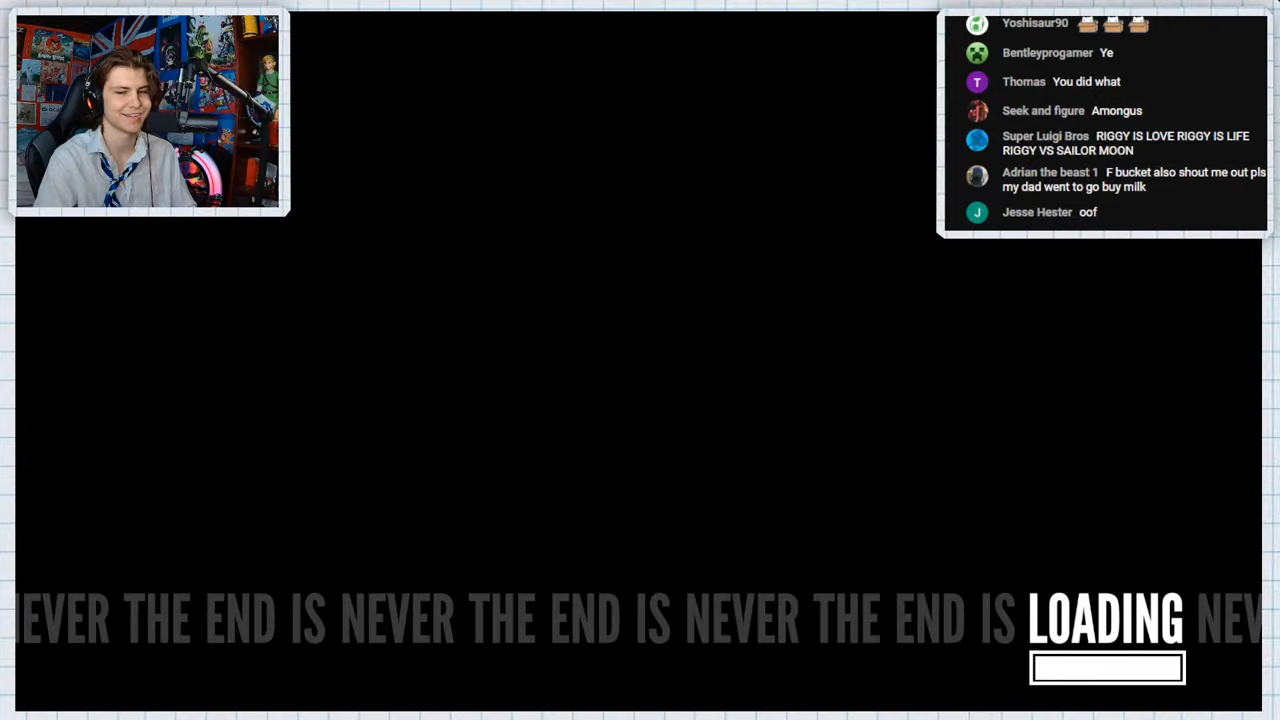 Yoshisaur90
Bentleyprogamer Ye
Thomas You did what
Seek and figure Amongus
Super Luigi Bros RIGGY IS LOVE RIGGY IS LIFE
RIGGY VS SAILOR MOON
Adrian the beast 1 F bucket also shout me out pls
my dad went to go buy milk
J Jesse Hester oof
NEVER THE END IS NEVER THE END IS NEVER THE END IS LOADING NEV